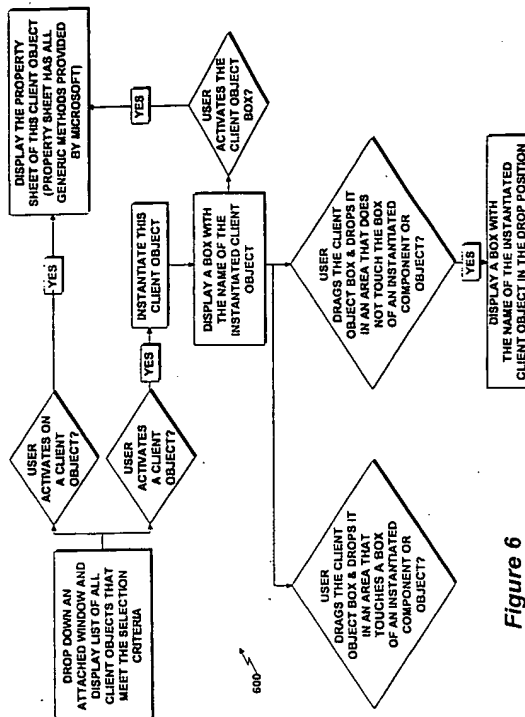 DROP DOWN AN
ATTACHED WINDOW AND
DISPLAY LIST OF ALL
CLIENT OBJECTS THAT
MEET THE SELECTION
CRITERIA
USER
ACTIVATES ON
A CLIENT
OBJECT?
YES
DISPLAY THE PROPERTY
SHEET OF THIS CLIENT OBJECT
(PROPERTY SHEET HAS ALL
GENERIC METHODS PROVIDED
BY MICROSOFT)
USER
ACTIVATES
A CLIENT
OBJECT?
YES
INSTANTIATE THIS
CLIENT OBJECT
DISPLAY A BOX WITH
THE NAME OF THE
INSTANTIATED CLIENT
OBJECT
USER
ACTIVATES THE
CLIENT OBJECT
BOX?
YES
USER
DRAGS THE CLIENT
OBJECT BOX & DROPS IT
IN AN AREA THAT
TOUCHES A BOX
OF AN INSTANTIATED
COMPONENT OR
OBJECT?
USER
DRAGS THE CLIENT
OBJECT BOX & DROPS IT
IN AN AREA THAT DOES
NOT TOUCH THE BOX
OF AN INSTANTIATED
COMPONENT OR
OBJECT?
YES
DISPLAY A BOX WITH
THE NAME OF THE INSTANTIATED
CLIENT OBJECT IN THE DROP POSITION
600
Figure 6